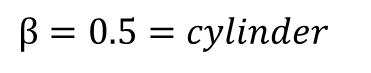 β = 0.5 = cylinder